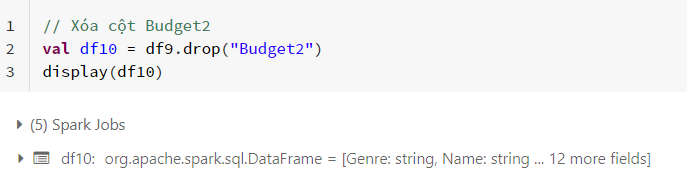 1 // Xóa cột Budget2
2 val df10 = df9.drop("Budget2")
3 display(df10)
(5) Spark Jobs
df10: org.apache.spark.sql.DataFrame = [Genre: string, Name: string ... 12 more fields]